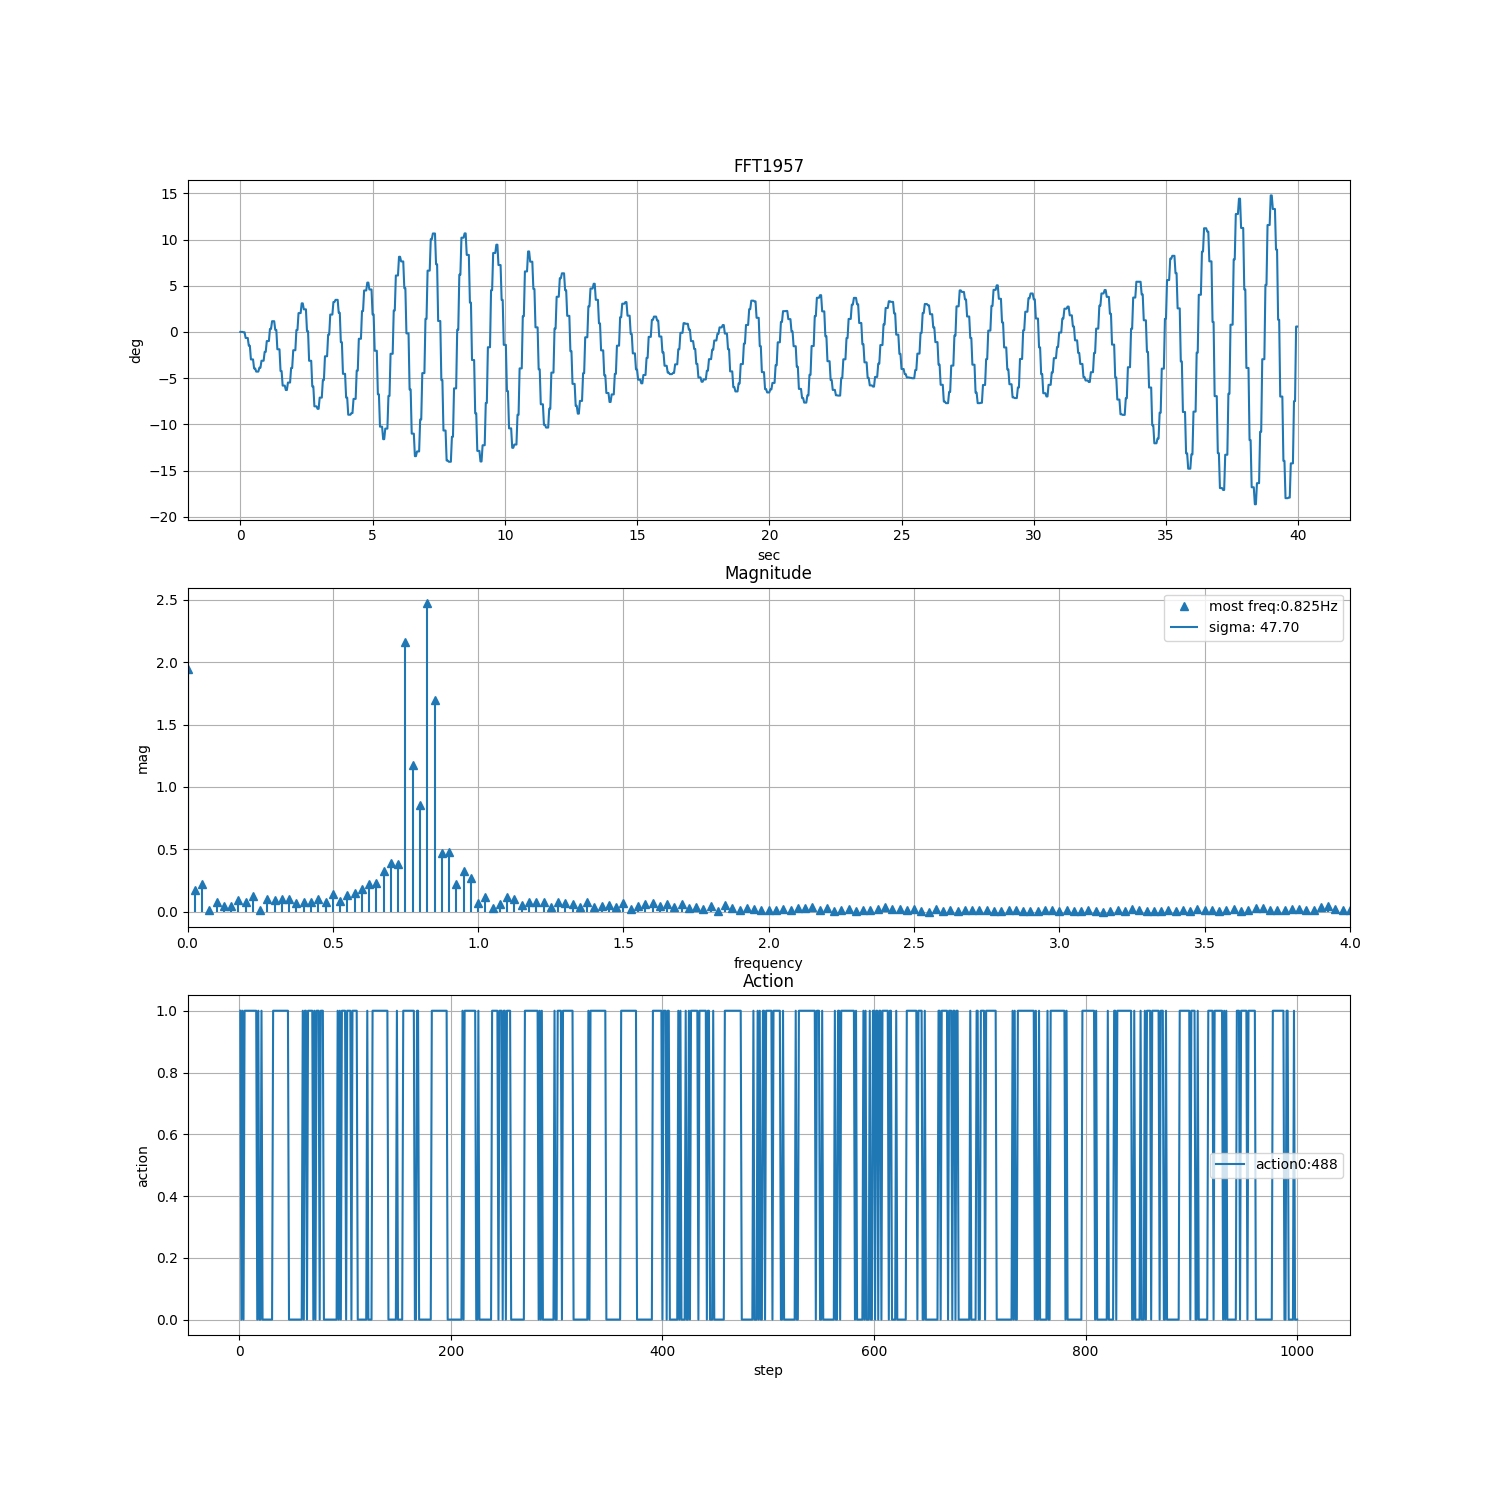 FFT1957
15
10
5
0
−5
−10
−15
−20
deg
0 5 10 15 20 25 30 35 40
sec
Magnitude
2.5
2.0
1.5
1.0
0.5
0.0
mag
most freq:0.825Hz
sigma: 47.70
0.0 0.5 1.0 1.5 2.0 2.5 3.0 3.5 4.0
frequency
Action
1.0
0.8
0.6
0.4
0.2
0.0
action
action0:488
0 200 400 600 800 1000
step